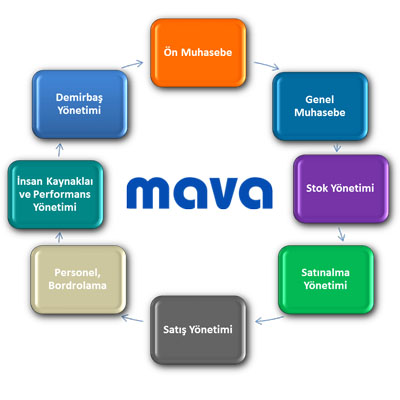 Ön Muhasebe
Genel
Muhasebe
Stok Yönetimi
Satınalma
Yönetimi
Satış Yönetimi
Personel,
Bordrolama
İnsan Kaynakları
ve Performans
Yönetimi
Demirbaş
Yönetimi
mava